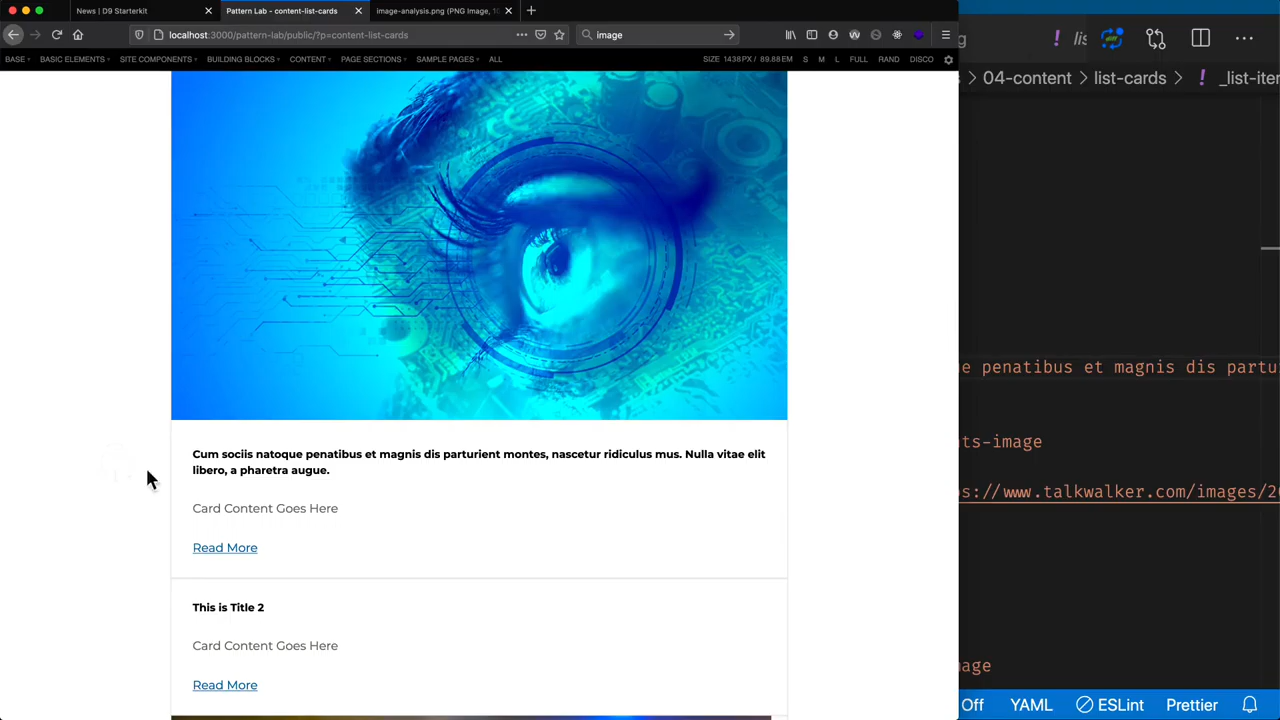 News | D9 Starterkit
Pattern Lab - content-list-cards
image-analysis.png (PNG Image, 10
localhost:3000/pattern-lab/public/?p=content-list-cards
image
BASE
BASIC ELEMENTS
SITE COMPONENTS
BUILDING BLOCKS
CONTENT
PAGE SECTIONS
SAMPLE PAGES
ALL
SIZE 1438PX / 89.88EM
S
M
L
FULL
RAND
DISCO
Cum sociis natoque penatibus et magnis dis parturient montes, nascetur ridiculus mus. Nulla vitae elit
libero, a pharetra augue.
Card Content Goes Here
Read More
This is Title 2
Card Content Goes Here
Read More
g ! lis
s > 04-content > list-cards > ! _list-iter
e penatibus et magnis dis partu
ts-image
s://www.talkwalker.com/images/20
mage
Off YAML ESLint Prettier